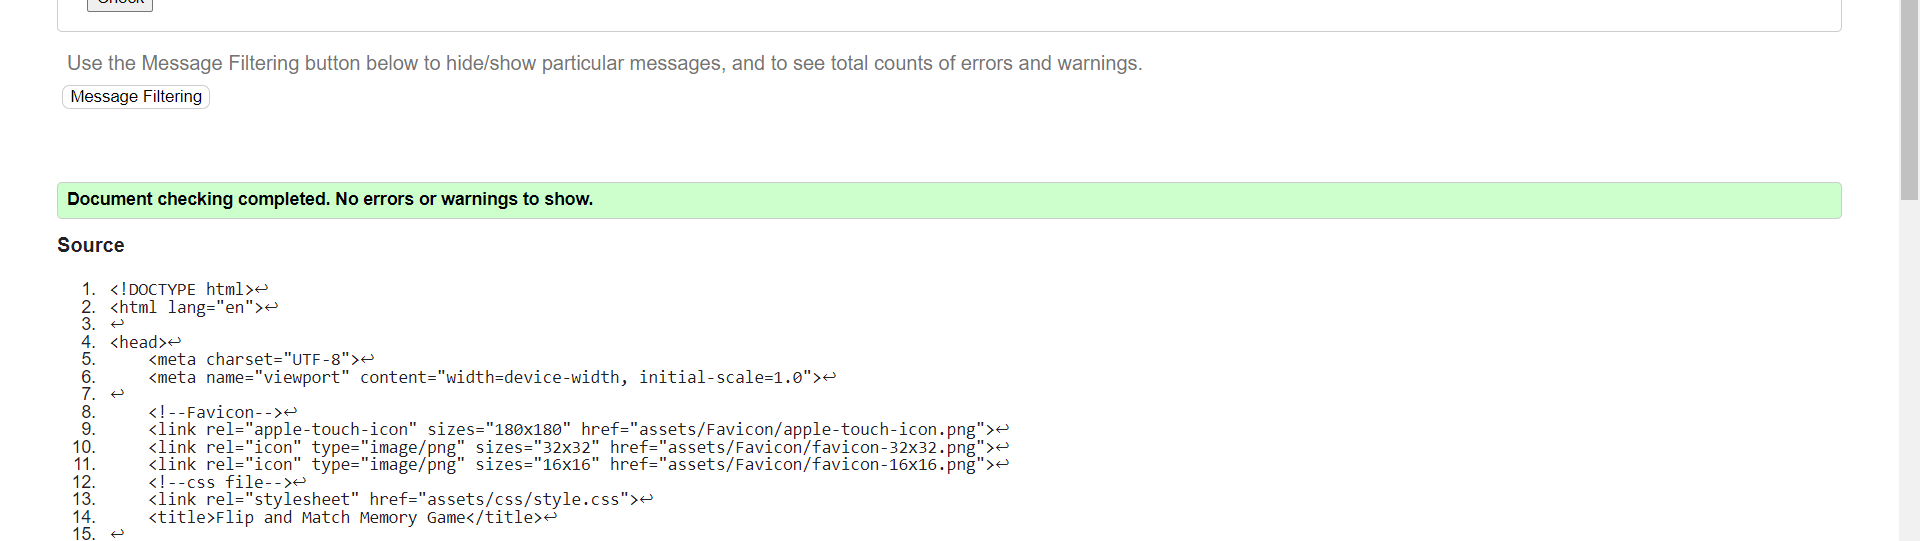 Check
Use the Message Filtering button below to hide/show particular messages, and to see total counts of errors and warnings.
Message Filtering
Document checking completed. No errors or warnings to show.
Source
1. <!DOCTYPE html>↩
2. <html lang="en">↩
3. ↩
4. <head>↩
5.     <meta charset="UTF-8">↩
6.     <meta name="viewport" content="width=device-width, initial-scale=1.0">↩
7. ↩
8.     <!--Favicon-->↩
9.     <link rel="apple-touch-icon" sizes="180x180" href="assets/Favicon/apple-touch-icon.png">↩
10.     <link rel="icon" type="image/png" sizes="32x32" href="assets/Favicon/favicon-32x32.png">↩
11.     <link rel="icon" type="image/png" sizes="16x16" href="assets/Favicon/favicon-16x16.png">↩
12.     <!--css file-->↩
13.     <link rel="stylesheet" href="assets/css/style.css">↩
14.     <title>Flip and Match Memory Game</title>↩
15. ↩